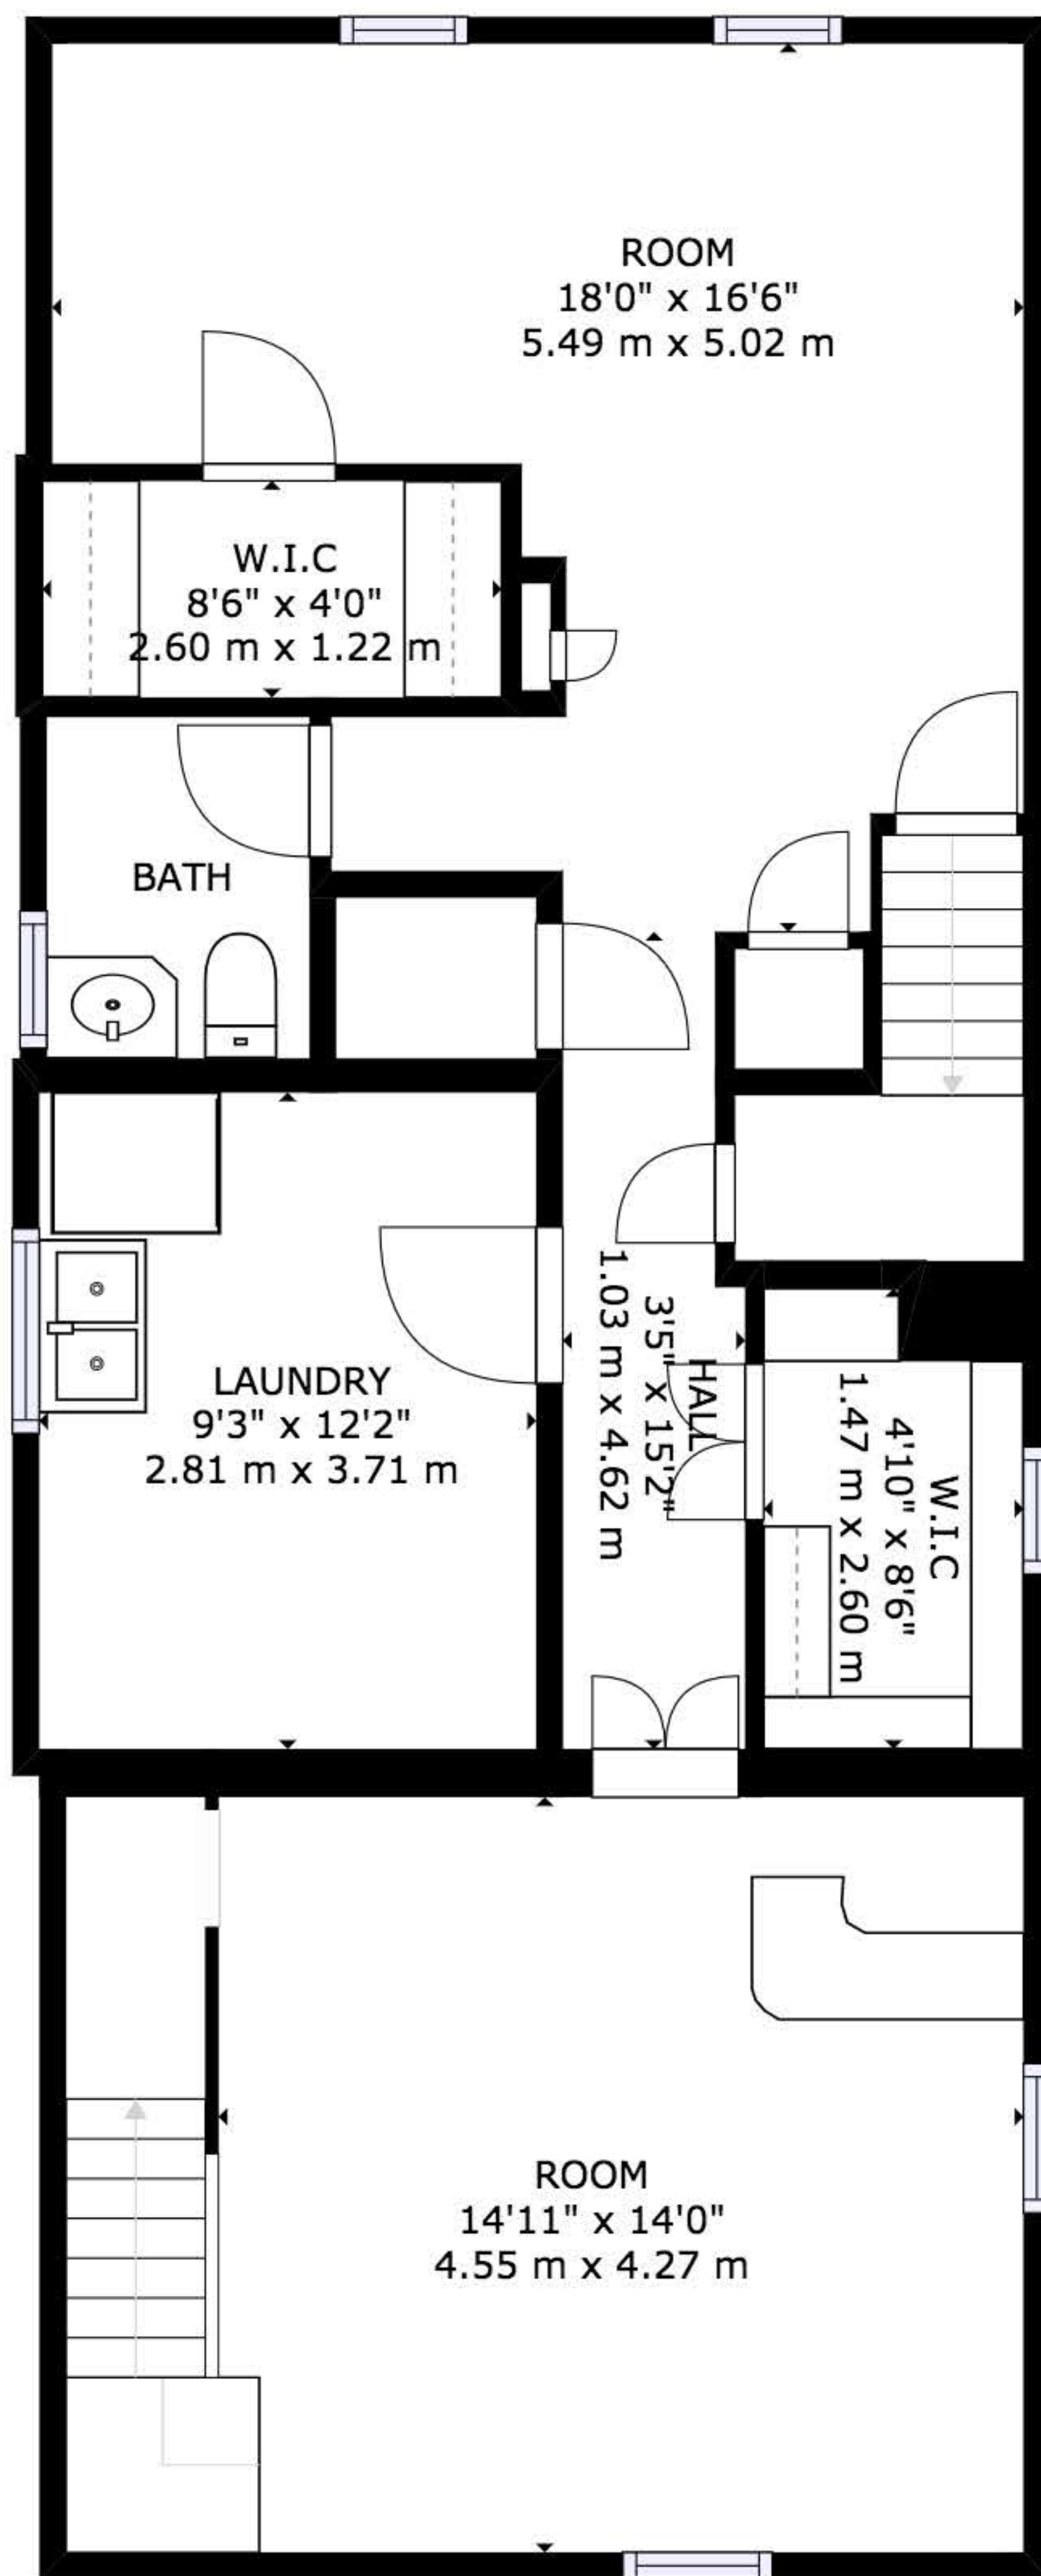 ROOM
18'0" x 16'6"
5.49 m x 5.02 m
W.I.C
8'6" x 4'0"
2.60 m x 1.22 m
BATH
LAUNDRY
9'3" x 12'2"
2.81 m x 3.71 m
HALL
3'5" x 15'2"
1.03 m x 4.62 m
W.I.C
4'10" x 8'6"
1.47 m x 2.60 m
ROOM
14'11" x 14'0"
4.55 m x 4.27 m